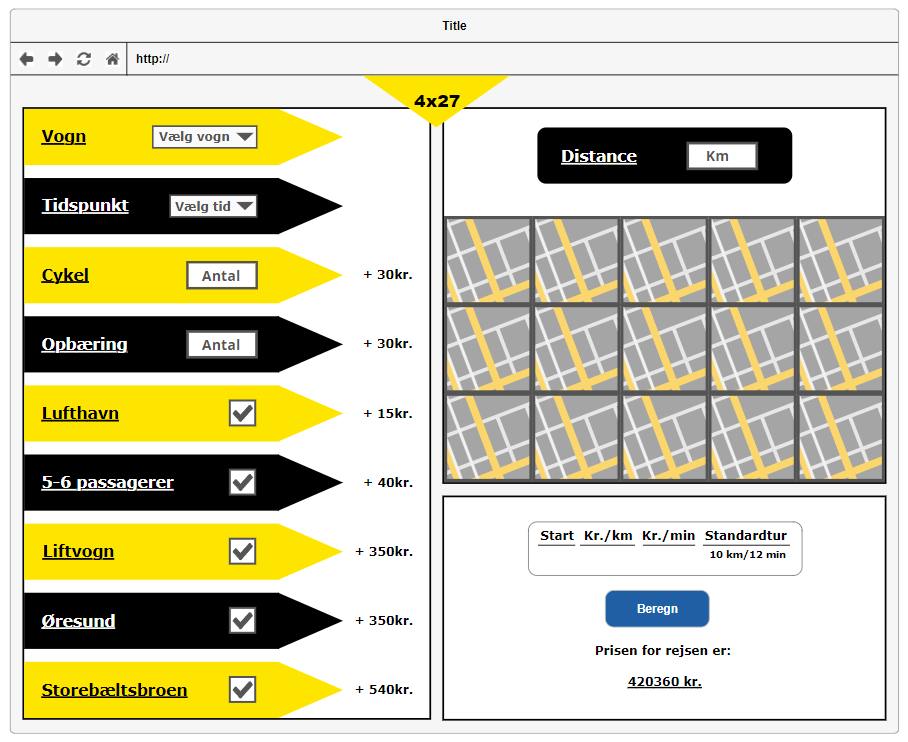 Title
http://
4x27
Vogn Vælg vogn
Tidspunkt Vælg tid
Cykel Antal + 30kr.
Opbæring Antal + 30kr.
Lufthavn + 15kr.
5-6 passagerer + 40kr.
Liftvogn + 350kr.
Øresund + 350kr.
Storebæltsbroen + 540kr.
Distance Km
Start Kr./km Kr./min Standardtur
10 km/12 min
Beregn
Prisen for rejsen er:
420360 kr.